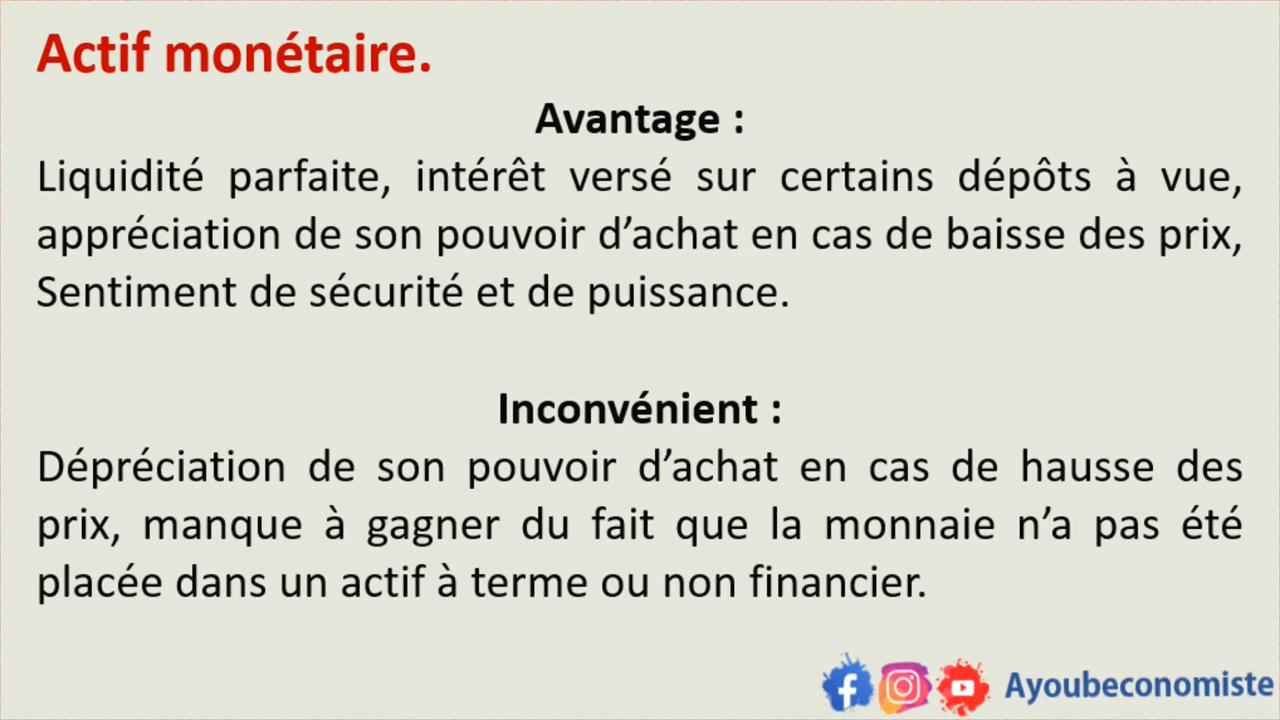 Actif monétaire.
Avantage :
Liquidité parfaite, intérêt versé sur certains dépôts à vue,
appréciation de son pouvoir d’achat en cas de baisse des prix,
Sentiment de sécurité et de puissance.
Inconvénient :
Dépréciation de son pouvoir d’achat en cas de hausse des
prix, manque à gagner du fait que la monnaie n’a pas été
placée dans un actif à terme ou non financier.
Ayoubeconomiste